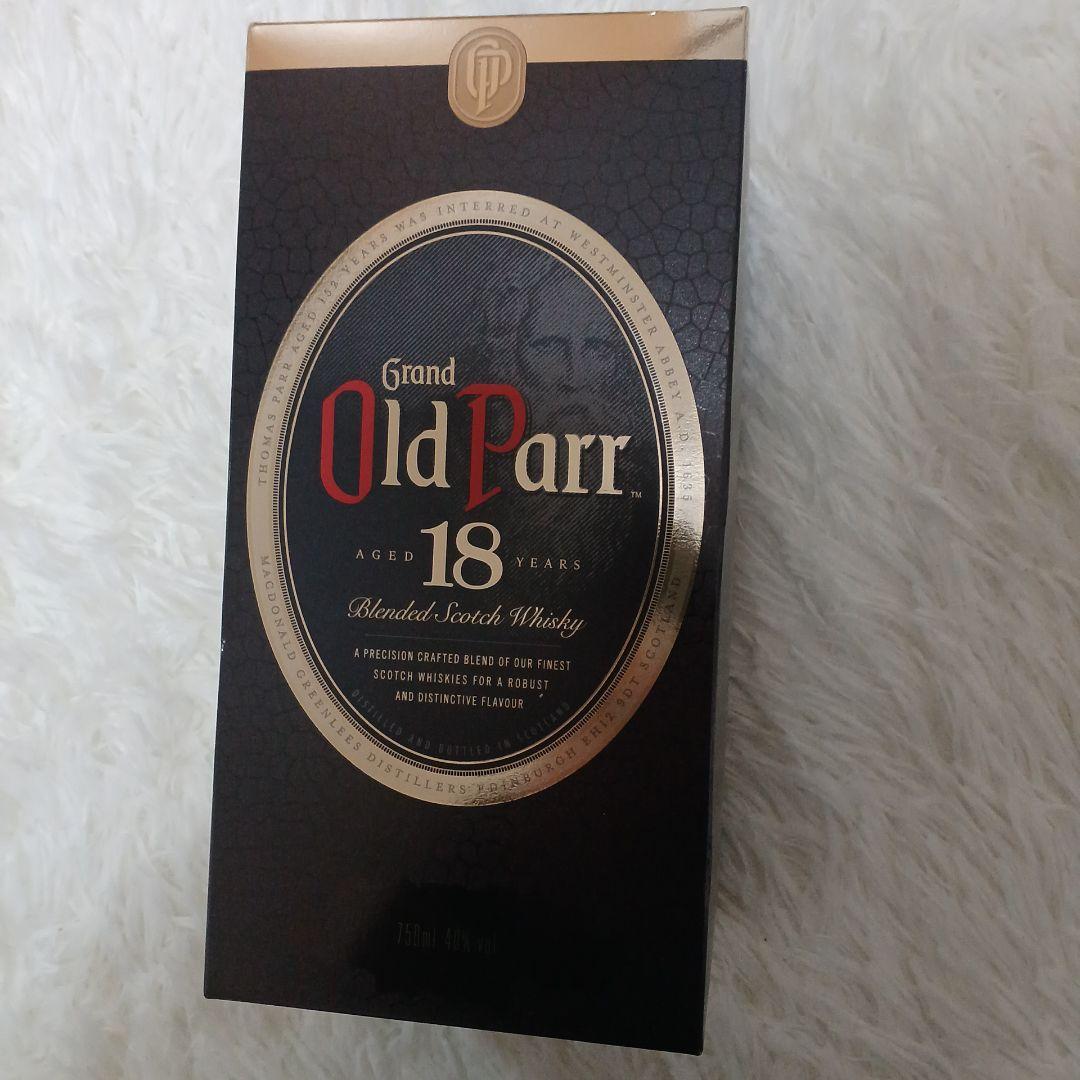 GP
THOMAS PARR AGED 152 YEARS WAS INTERRED AT WESTMINSTER ABBEY A.D. 1635
Grand
Old Parr™
AGED 18 YEARS
Blended Scotch Whisky
A PRECISION CRAFTED BLEND OF OUR FINEST
SCOTCH WHISKIES FOR A ROBUST
AND DISTINCTIVE FLAVOUR
DISTILLED AND BOTTLED IN SCOTLAND
MACDONALD GREENLEES DISTILLERS EDINBURGH EH12 9DT SCOTLAND
750ml 40% vol